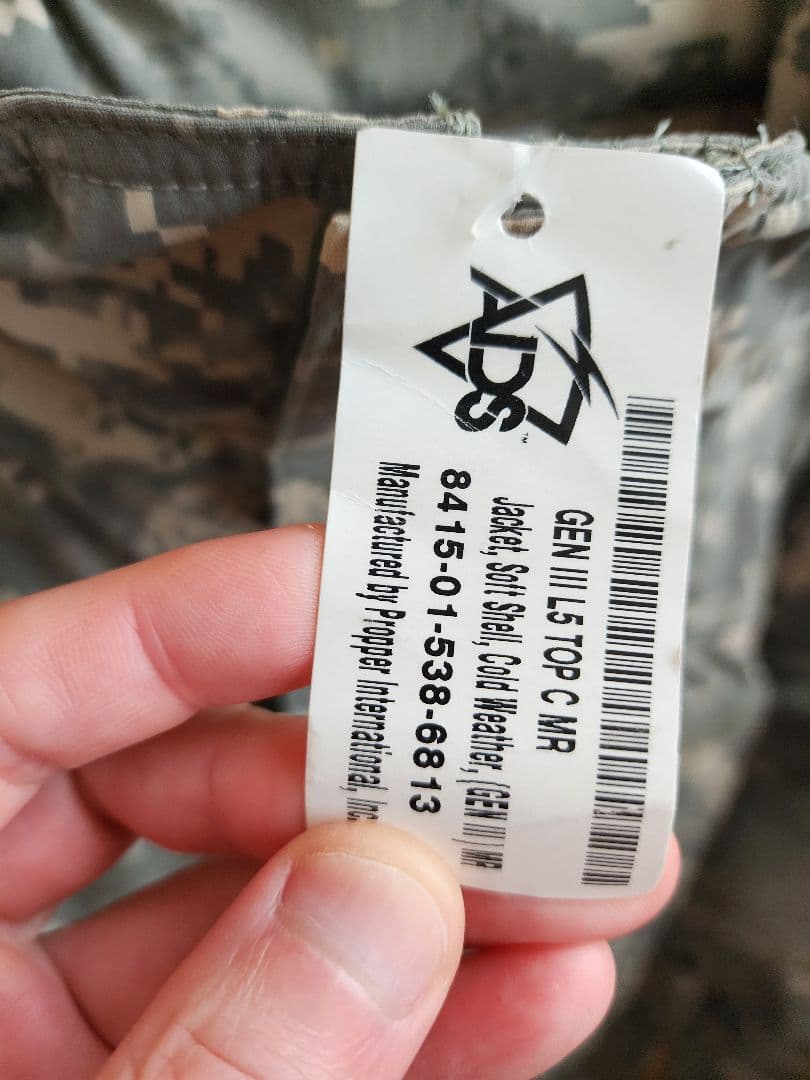 ADS™
GEN III L5 TOP C MR
Jacket, Soft Shell, Cold Weather, (GEN III) MR
8415-01-538-6813
Manufactured by Propper International, Inc